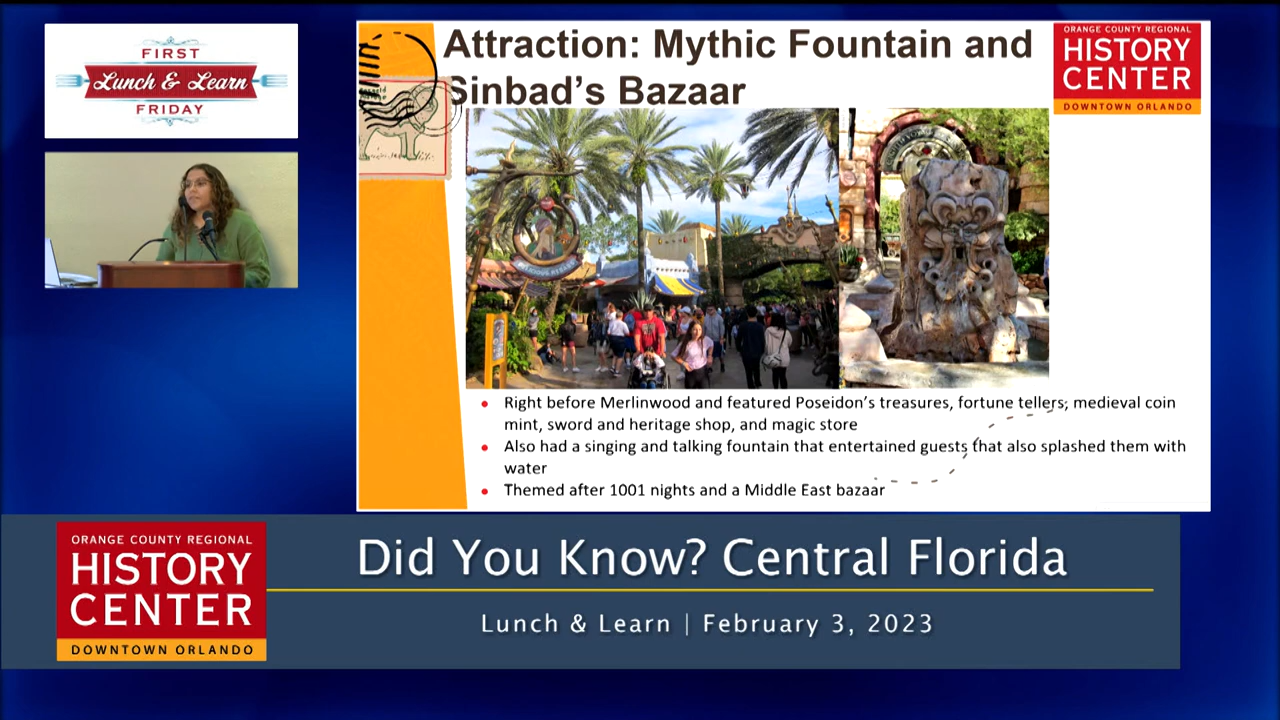 FIRST
Lunch & Learn
FRIDAY
Attraction: Mythic Fountain and
Sinbad's Bazaar
ORANGE COUNTY REGIONAL
HISTORY
CENTER
DOWNTOWN ORLANDO
Right before Merlinwood and featured Poseidon's treasures, fortune tellers, medieval coin
mint, sword and heritage shop, and magic store
Also had a singing and talking fountain that entertained guests that also splashed them with
water
Themed after 1001 nights and a Middle East bazaar
ORANGE COUNTY REGIONAL
HISTORY
CENTER
DOWNTOWN ORLANDO
Did You Know? Central Florida
Lunch & Learn | February 3, 2023